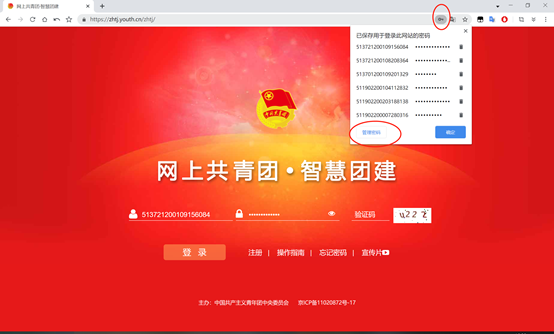 网上共青团·智慧团建
https://zhtj.youth.cn/zhtj/
已保存用于登录此网站的密码
513721200109156084 •••••••••••••
513721200108208364 •••••••••••••..
513701200109201329 ••••••••
511902200104112832 •••••••••••••
511902200203188138 •••••••••••••
511902200007280316 ••••••••••
管理密码 确定
网上共青团·智慧团建
513721200109156084 ••••••••••••• 验证码 u22z
登 录 注册 | 操作指南 | 忘记密码 | 宣传片
主办:中国共产主义青年团中央委员会 京ICP备11020872号-17